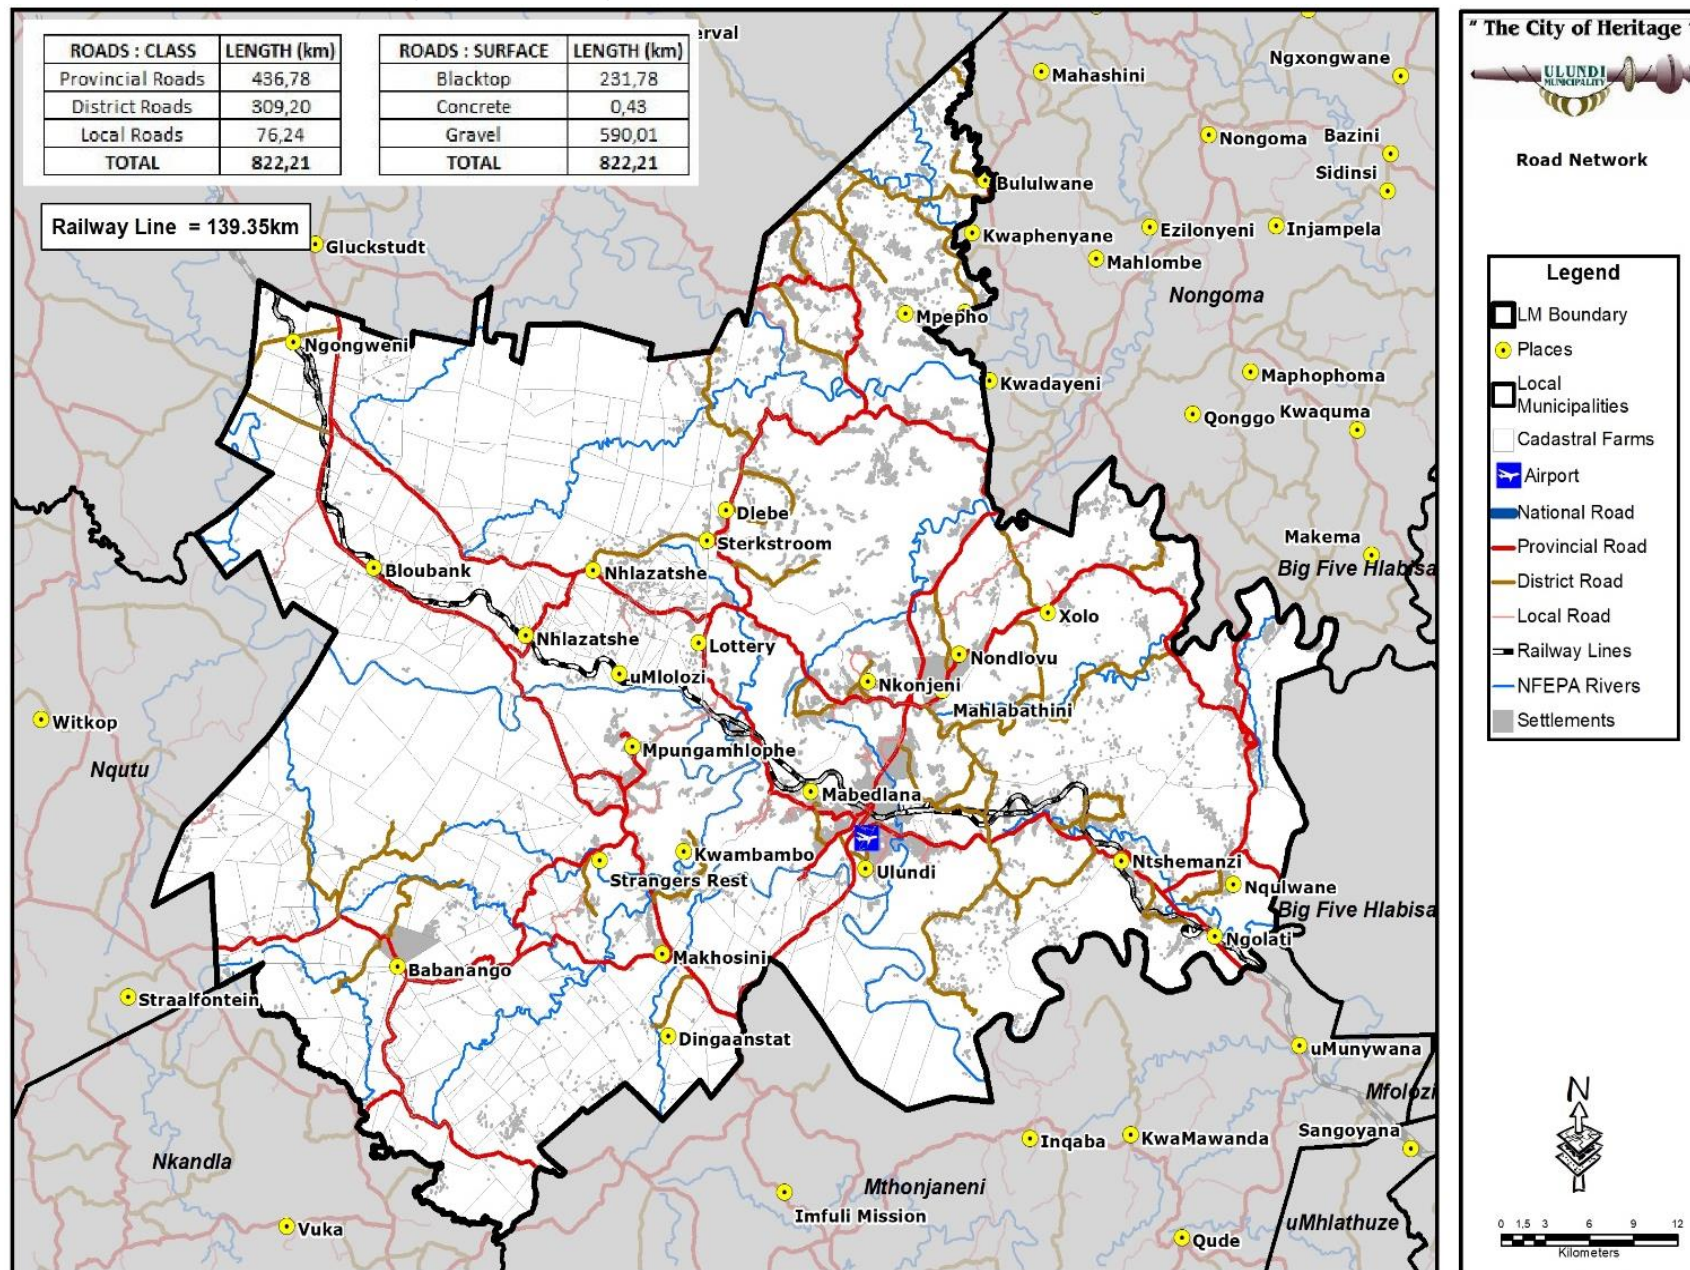 ROADS : CLASS LENGTH (km)
Provincial Roads 436,78
District Roads 309,20
Local Roads 76,24
TOTAL 822,21
ROADS : SURFACE LENGTH (km)
Blacktop 231,78
Concrete 0,43
Gravel 590,01
TOTAL 822,21
Railway Line = 139.35km
erval
Mahashini
Ngxongwane
Nongoma
Bazini
Sidinsi
Bululwane
Gluckstudt
Kwaphenyane
Ezilonyeni
Injampela
Mahlombe
Nongoma
Mpepho
Ngongweni
Kwadayeni
Maphophoma
Qonggo
Kwaquma
Dlebe
Sterkstroom
Makema
Big Five Hlabisa
Bloubank
Nhlazatshe
Xolo
Nhlazatshe
Lottery
Nondlovu
uMlolozi
Nkonjeni
Mahlabathini
Witkop
Mpungamhlophe
Nqutu
Mabedlana
Kwambambo
Ntshemanzi
Strangers Rest
Ulundi
Nqulwane
Big Five Hlabisa
Ngolati
Makhosini
Babanango
Straalfontein
Dingaanstat
uMunywana
Mfolozi
Inqaba
KwaMawanda
Sangoyana
Nkandla
Mthonjaneni
Imfuli Mission
uMhlathuze
Vuka
Qude
" The City of Heritage "
ULUNDI
MUNICIPALITY
Road Network
Legend
LM Boundary
Places
Local
Municipalities
Cadastral Farms
Airport
National Road
Provincial Road
District Road
Local Road
Railway Lines
NFEPA Rivers
Settlements
N
0 1,5 3 6 9 12
Kilometers